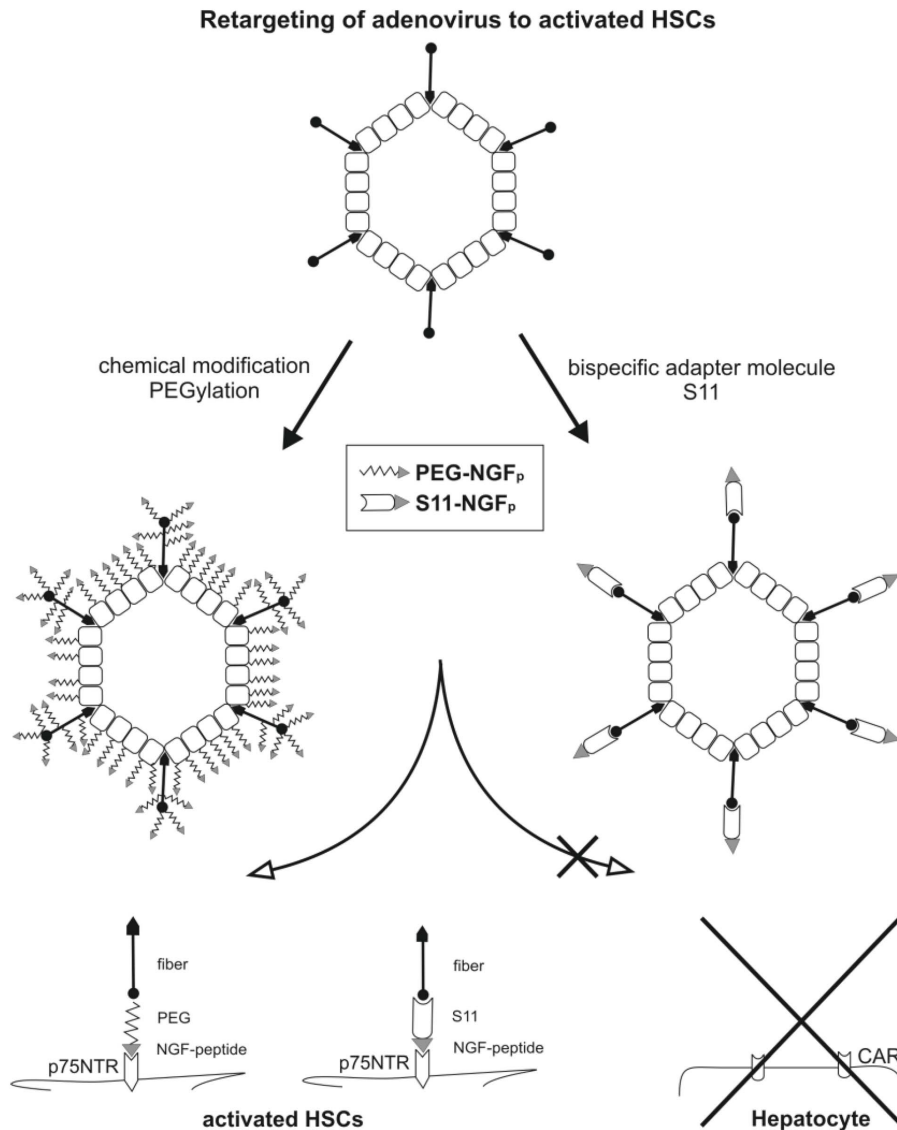 Retargeting of adenovirus to activated HSCs
chemical modification
PEGylation
bispecific adapter molecule
S11
PEG-NGFp
S11-NGFp
fiber
PEG
NGF-peptide
p75NTR
fiber
S11
NGF-peptide
p75NTR
CAR
activated HSCs
Hepatocyte